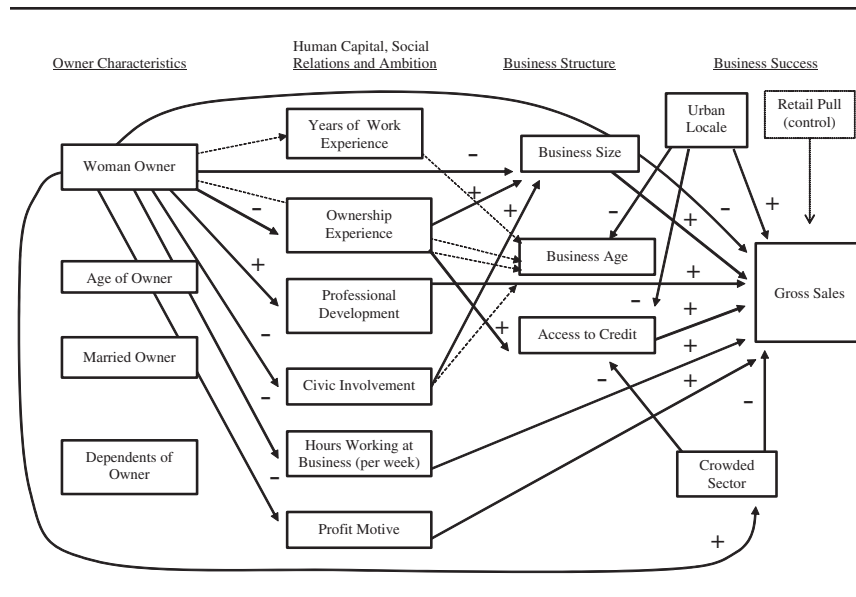 Owner Characteristics
Human Capital, Social
Relations and Ambition
Business Structure
Business Success
Woman Owner
Age of Owner
Married Owner
Dependents of
Owner
Years of Work
Experience
Ownership
Experience
Professional
Development
Civic Involvement
Hours Working at
Business (per week)
Profit Motive
Business Size
Business Age
Access to Credit
Urban
Locale
Retail Pull
(control)
Gross Sales
Crowded
Sector
–
+
+
–
+
–
–
–
–
+
–
+
+
–
+
+
+
+
–
–
+